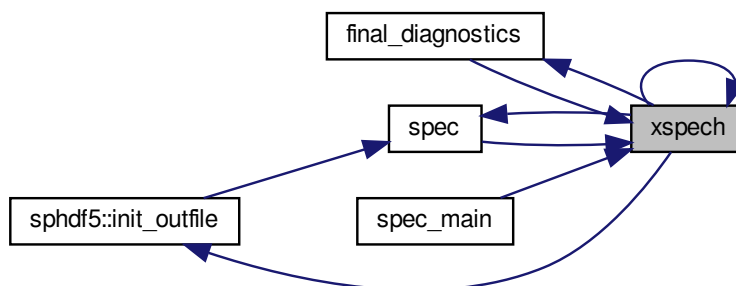 final_diagnostics
spec
xspech
sphdf5::init_outfile
spec_main